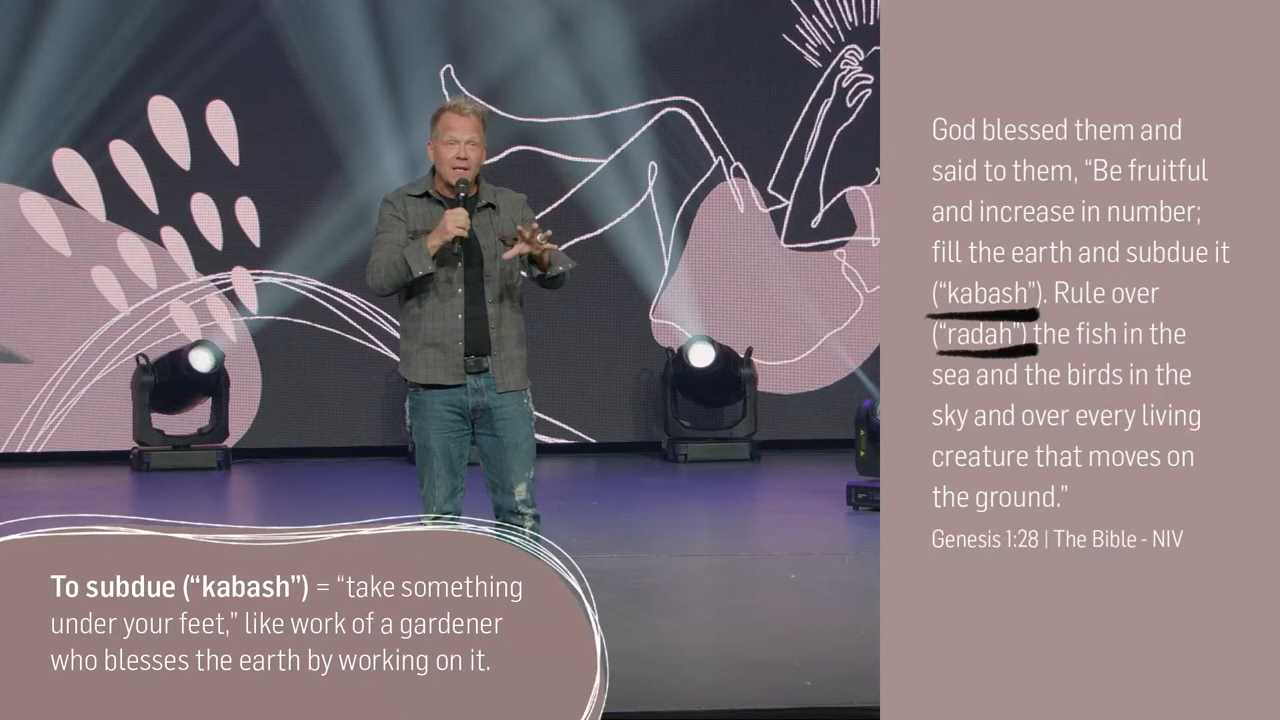 God blessed them and
said to them, “Be fruitful
and increase in number;
fill the earth and subdue it
(“kabash”). Rule over
(“radah”) the fish in the
sea and the birds in the
sky and over every living
creature that moves on
the ground.”
Genesis 1:28 | The Bible - NIV
To subdue (“kabash”) = “take something
under your feet,” like work of a gardener
who blesses the earth by working on it.